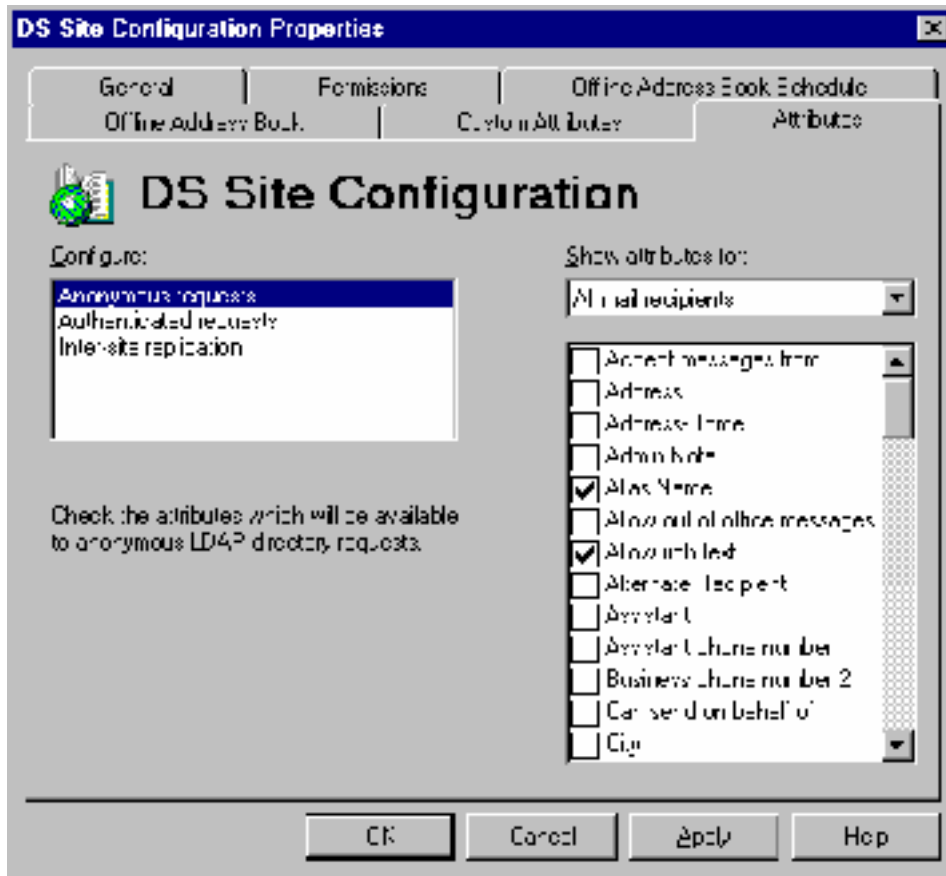 DS Site Configuration Properties
General
Permissions
Offline Address Book Schedule
Offline Address Book
Custom Attributes
Attributes
DS Site Configuration
Configure:
Anonymous requests
Authenticated requests
Inter-site replication
Check the attributes which will be available
to anonymous LDAP directory requests.
Show attributes for:
All mail recipients
Accept messages from
Address
Address-Home
Admin Note
Alias Name
Allow out of office messages
Allow rich text
Alternate Recipient
Assistant
Assistant phone number
Business phone number 2
Can send on behalf of
City
OK
Cancel
Apply
Help